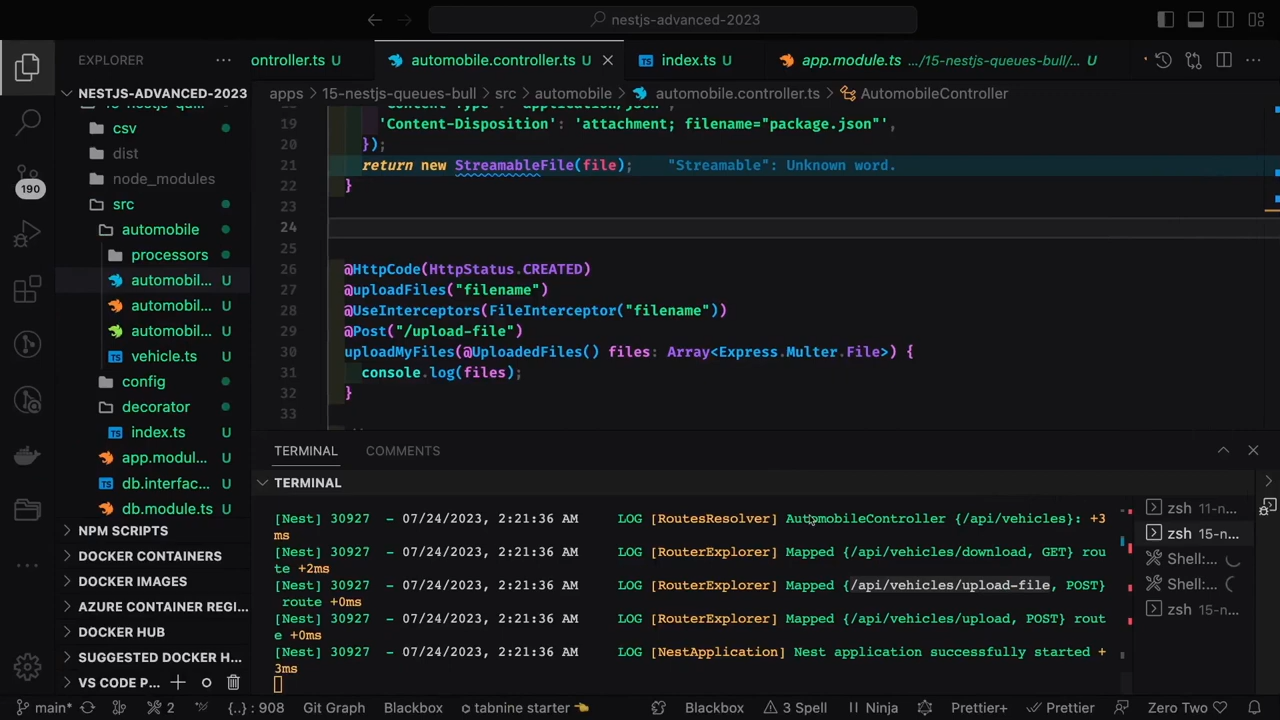 nestjs-advanced-2023
EXPLORER
ontroller.ts U
automobile.controller.ts U
index.ts U
app.module.ts .../15-nestjs-queues-bull/... U
NESTJS-ADVANCED-2023
apps > 15-nestjs-queues-bull > src > automobile > automobile.controller.ts > AutomobileController
csv
dist
node_modules
src
automobile
processors
automobil... U
automobil... U
automobil... U
vehicle.ts U
config
decorator
index.ts U
app.modul... U
db.interfac... U
db.module.ts U
NPM SCRIPTS
DOCKER CONTAINERS
DOCKER IMAGES
AZURE CONTAINER REGI...
DOCKER HUB
SUGGESTED DOCKER H...
VS CODE P...
190
19 'Content-Disposition': 'attachment; filename="package.json"',
20 });
21 return new StreamableFile(file); "Streamable": Unknown word.
22 }
23
24
25
26 @HttpCode(HttpStatus.CREATED)
27 @uploadFiles("filename")
28 @UseInterceptors(FileInterceptor("filename"))
29 @Post("/upload-file")
30 uploadMyFiles(@UploadedFiles() files: Array<Express.Multer.File>) {
31 console.log(files);
32 }
33
TERMINAL COMMENTS
TERMINAL
[Nest] 30927 - 07/24/2023, 2:21:36 AM LOG [RoutesResolver] AutomobileController {/api/vehicles}: +3
ms
[Nest] 30927 - 07/24/2023, 2:21:36 AM LOG [RouterExplorer] Mapped {/api/vehicles/download, GET} rou
te +2ms
[Nest] 30927 - 07/24/2023, 2:21:36 AM LOG [RouterExplorer] Mapped {/api/vehicles/upload-file, POST}
route +0ms
[Nest] 30927 - 07/24/2023, 2:21:36 AM LOG [RouterExplorer] Mapped {/api/vehicles/upload, POST} rout
e +0ms
[Nest] 30927 - 07/24/2023, 2:21:36 AM LOG [NestApplication] Nest application successfully started +
3ms
zsh 11-n...
zsh 15-n...
Shell:...
Shell:...
zsh 15-n...
main* 2 {..} : 908 Git Graph Blackbox tabnine starter Blackbox 3 Spell Ninja Prettier+ Prettier Zero Two